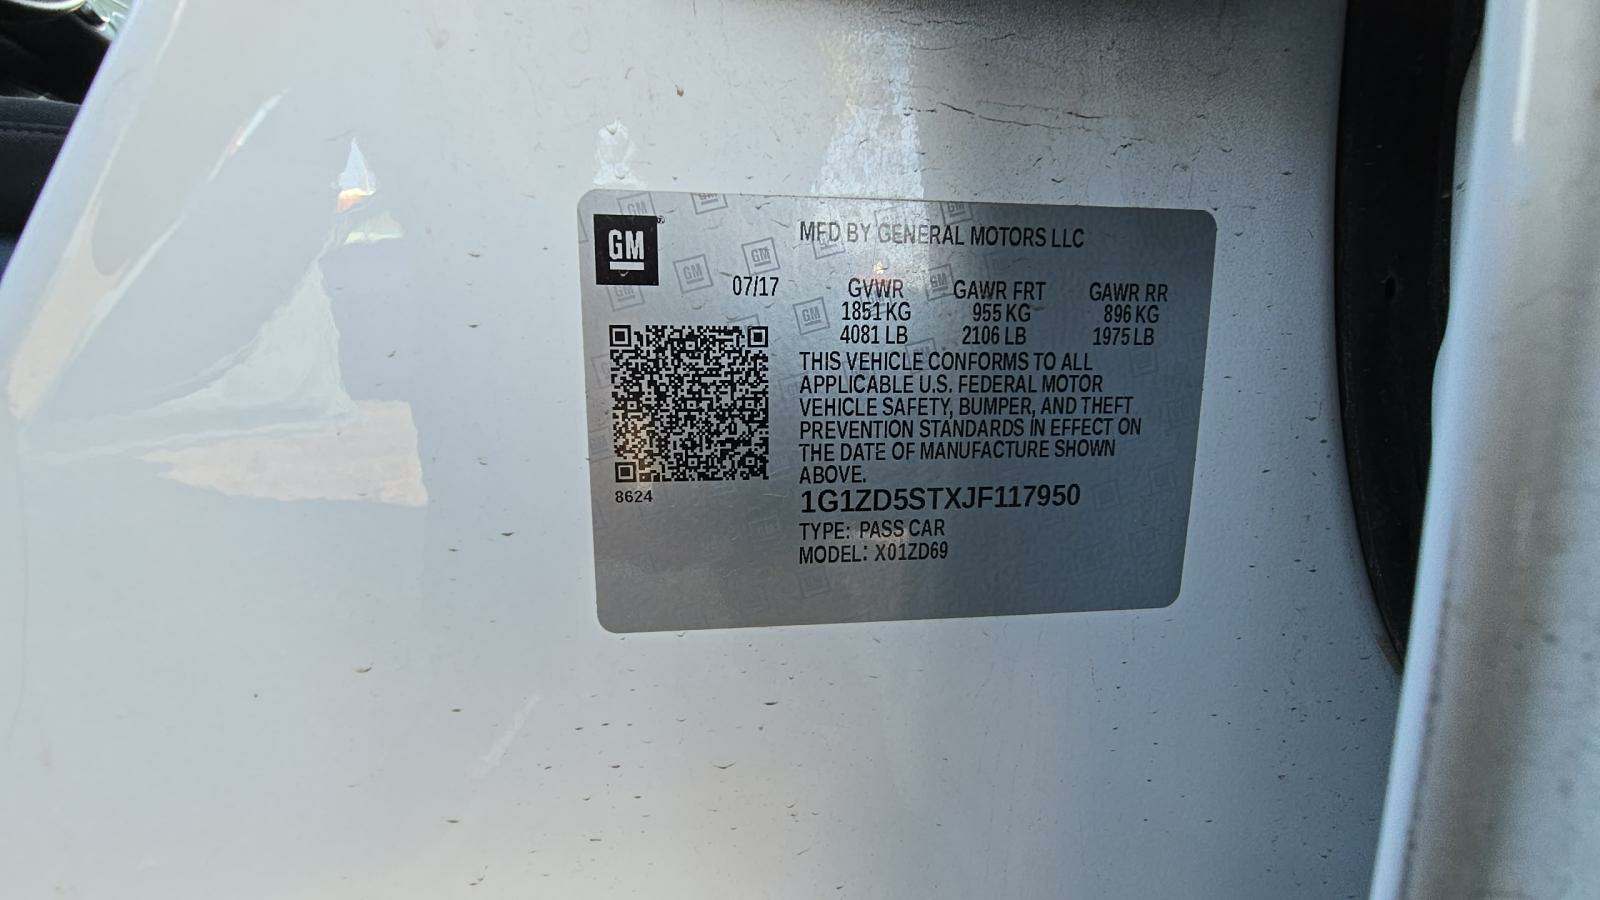 GM
MFD BY GENERAL MOTORS LLC
07/17
GVWR GAWR FRT GAWR RR
1851 KG 955 KG 896 KG
4081 LB 2106 LB 1975 LB
THIS VEHICLE CONFORMS TO ALL
APPLICABLE U.S. FEDERAL MOTOR
VEHICLE SAFETY, BUMPER, AND THEFT
PREVENTION STANDARDS IN EFFECT ON
THE DATE OF MANUFACTURE SHOWN
ABOVE.
8624
1G1ZD5STXJF117950
TYPE: PASS CAR
MODEL: X01ZD69